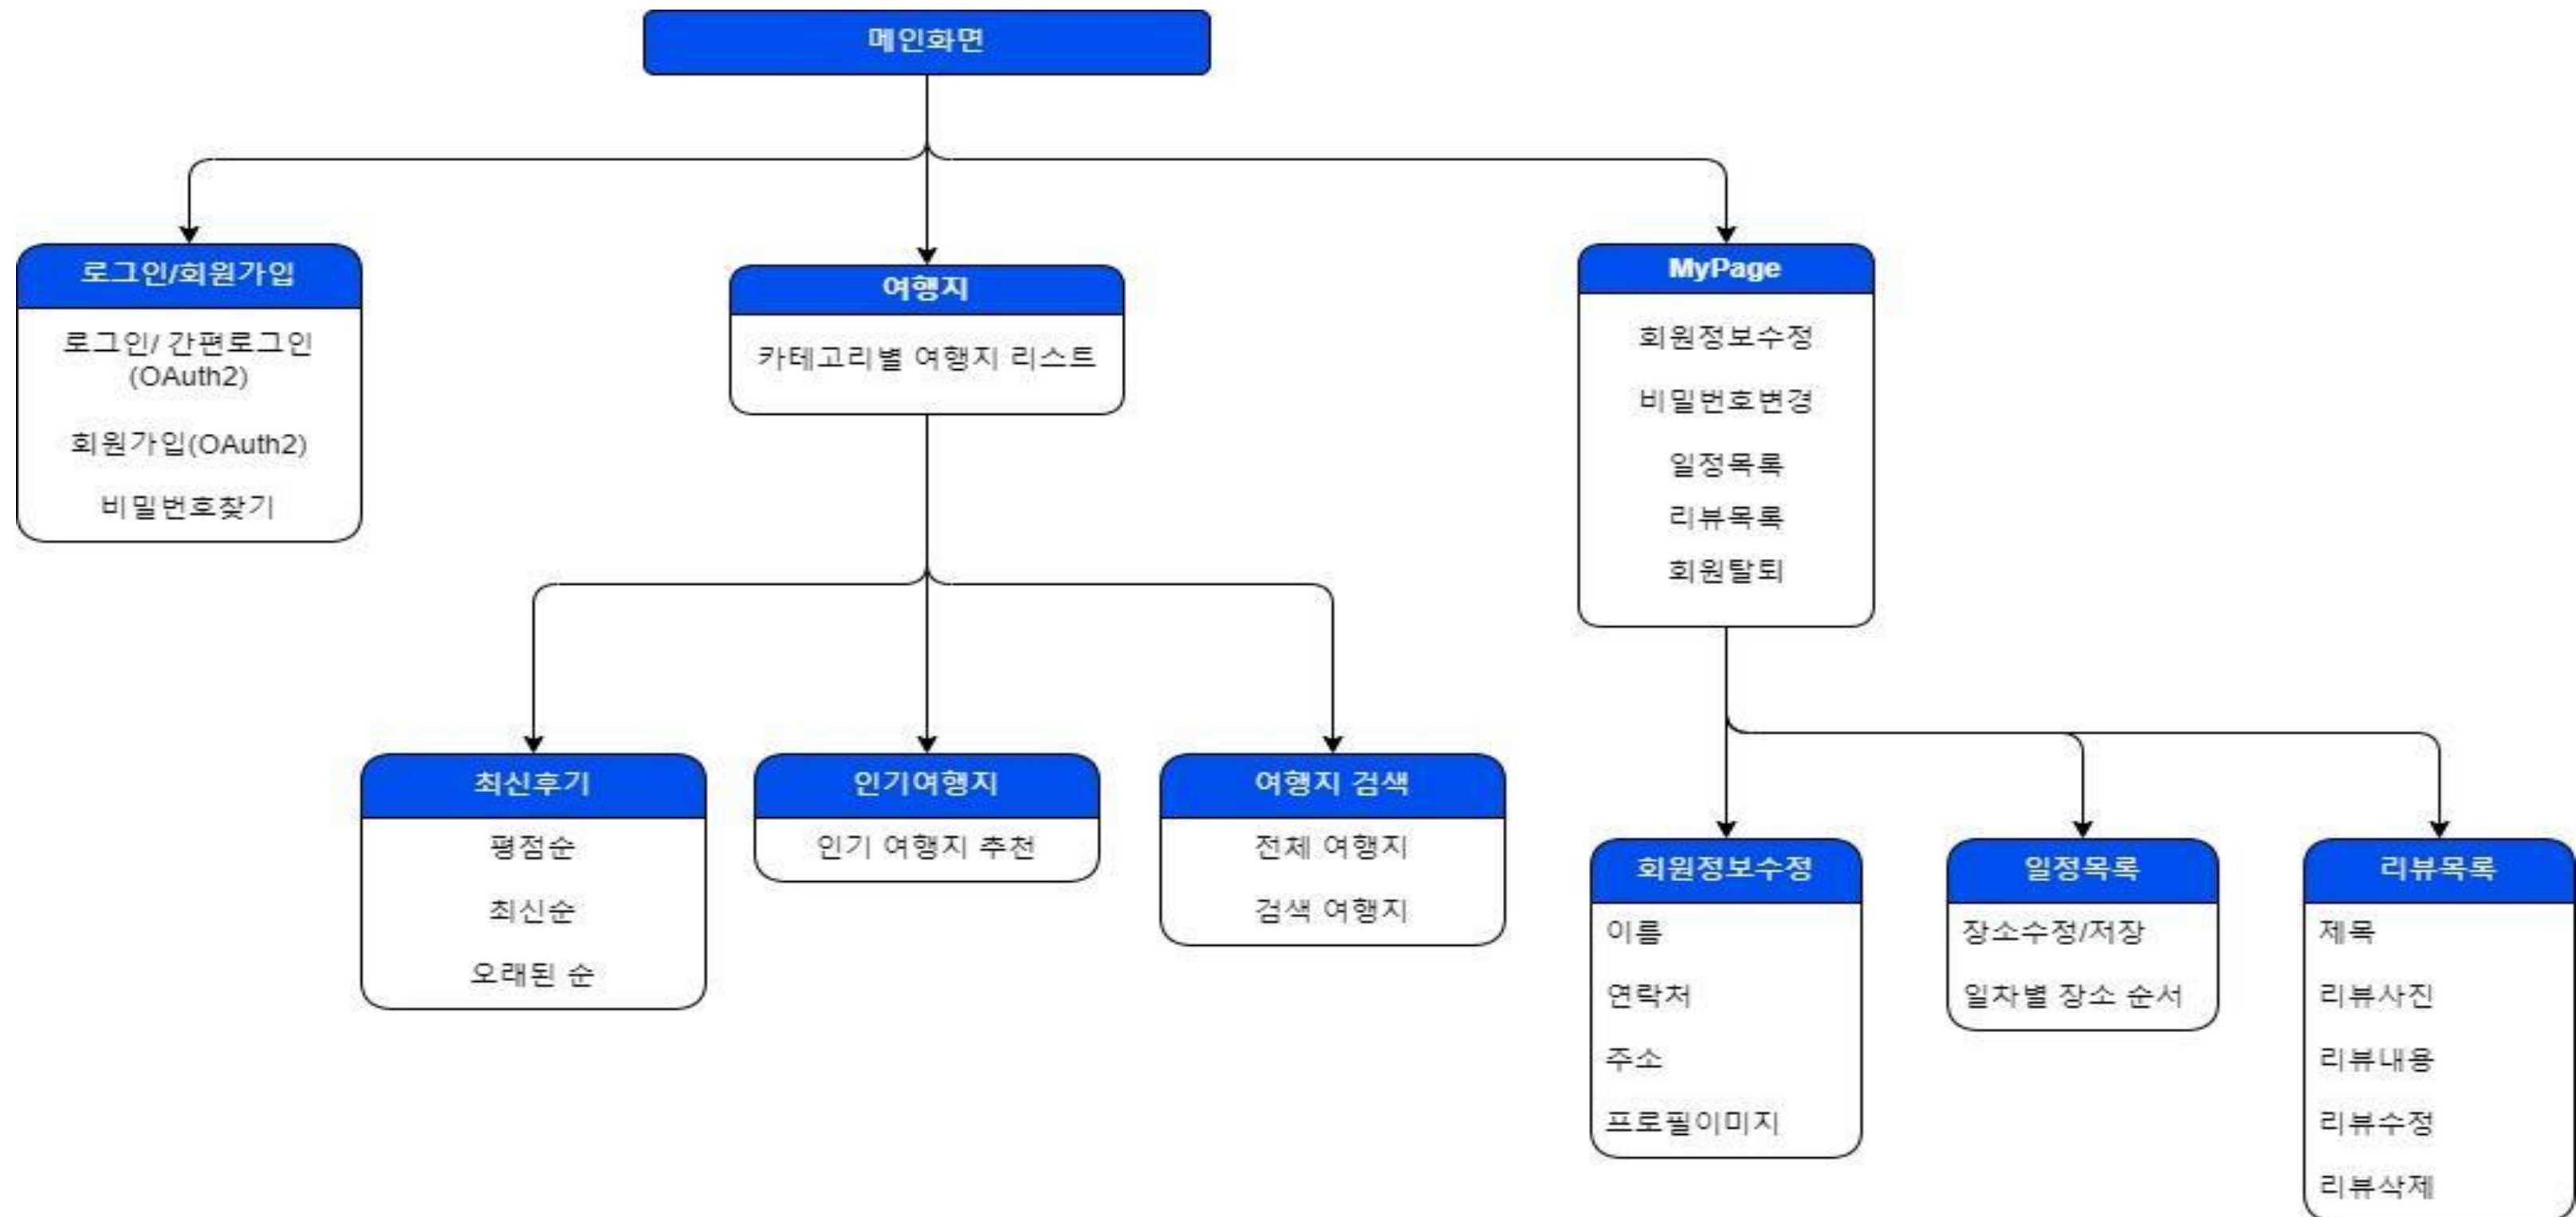 메인화면
로그인/회원가입
로그인/ 간편로그인
(OAuth2)
회원가입(OAuth2)
비밀번호찾기
여행지
카테고리별 여행지 리스트
MyPage
회원정보수정
비밀번호변경
일정목록
리뷰목록
회원탈퇴
최신후기
평점순
최신순
오래된 순
인기여행지
인기 여행지 추천
여행지 검색
전체 여행지
검색 여행지
회원정보수정
이름
연락처
주소
프로필이미지
일정목록
장소수정/저장
일차별 장소 순서
리뷰목록
제목
리뷰사진
리뷰내용
리뷰수정
리뷰삭제